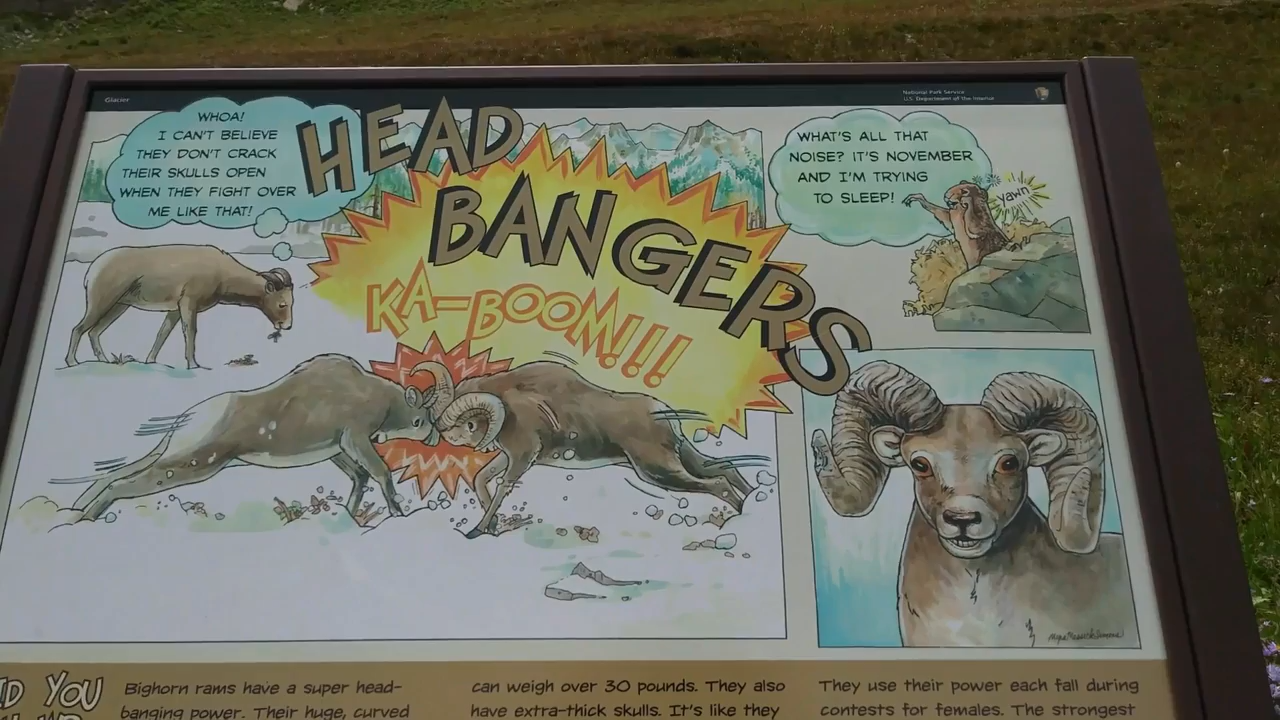 Glacier
National Park Service
U.S. Department of the Interior
WHOA!
I CAN'T BELIEVE
THEY DON'T CRACK
THEIR SKULLS OPEN
WHEN THEY FIGHT OVER
ME LIKE THAT!
HEAD
BANGERS
KA-BOOM!!!
WHAT'S ALL THAT
NOISE? IT'S NOVEMBER
AND I'M TRYING
TO SLEEP!
yawn
YOU
Bighorn rams have a super head-
banging power. Their huge, curved
can weigh over 30 pounds. They also
have extra-thick skulls. It's like they
They use their power each fall during
contests for females. The strongest